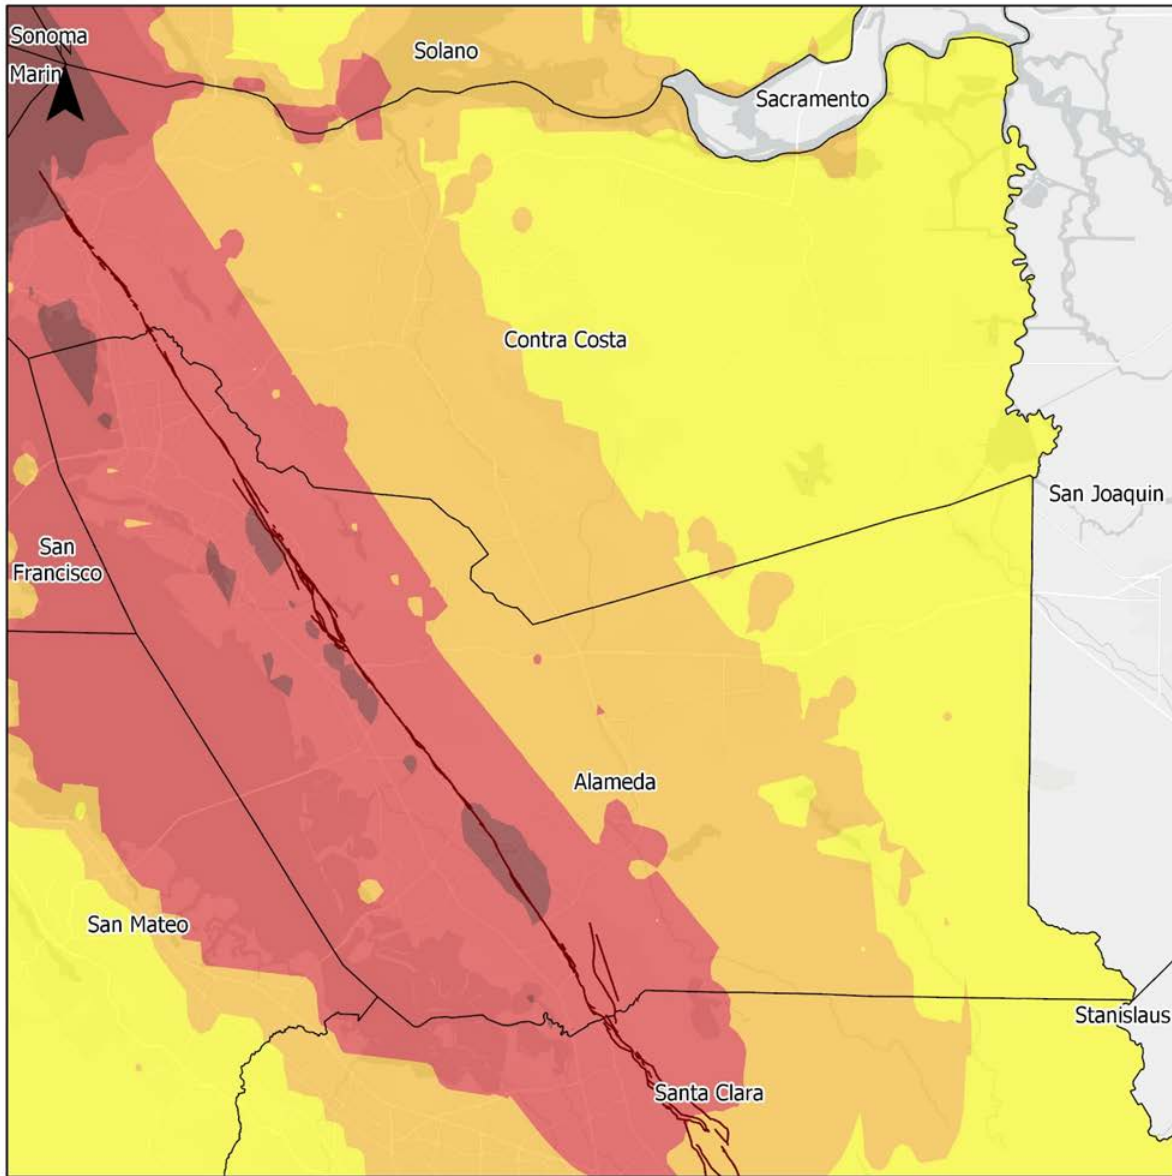 Sonoma
Marin
Solano
Sacramento
Contra Costa
San Joaquin
San
Francisco
Alameda
San Mateo
Stanislaus
Santa Clara